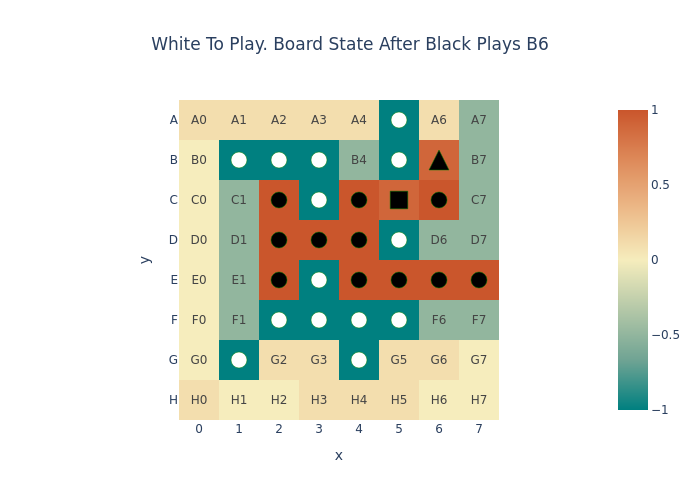 White To Play. Board State After Black Plays B6
A A0 A1 A2 A3 A4 A6 A7
B B0 B4 B7
C C0 C1 C7
D D0 D1 D6 D7
E E0 E1
F F0 F1 F6 F7
G G0 G2 G3 G5 G6 G7
H H0 H1 H2 H3 H4 H5 H6 H7
0 1 2 3 4 5 6 7
x
y
1
0.5
0
−0.5
−1